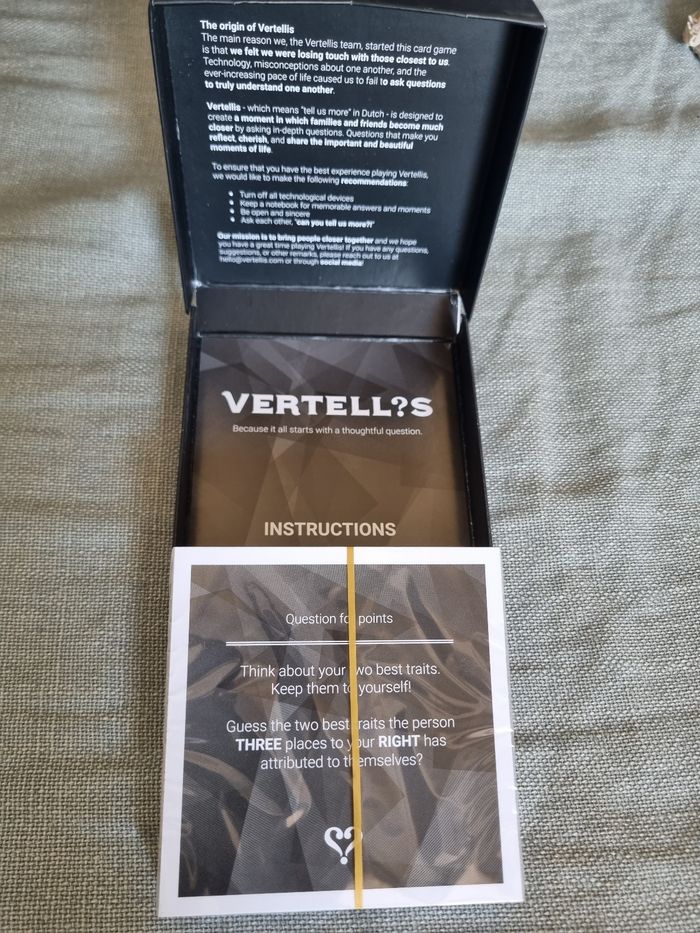 The origin of Vertellis
The main reason we, the Vertellis team, started this card game
is that we felt we were losing touch with those closest to us.
Technology, misconceptions about one another, and the
ever-increasing pace of life caused us to fail to ask questions
to truly understand one another.
Vertellis - which means "tell us more" in Dutch - is designed to
create a moment in which families and friends become much
closer by asking in-depth questions. Questions that make you
reflect, cherish, and share the important and beautiful
moments of life.
To ensure that you have the best experience playing Vertellis,
we would like to make the following recommendations:
• Turn off all technological devices
• Keep a notebook for memorable answers and moments
• Be open and sincere
• Ask each other, "can you tell us more?!"
Our mission is to bring people closer together and we hope
you have a great time playing Vertellis! If you have any questions,
suggestions, or other remarks, please reach out to us at
hello@vertellis.com or through social media!
VERTELL?S
Because it all starts with a thoughtful question.
INSTRUCTIONS
Question for points
Think about your two best traits.
Keep them to yourself!
Guess the two best traits the person
THREE places to your RIGHT has
attributed to themselves?